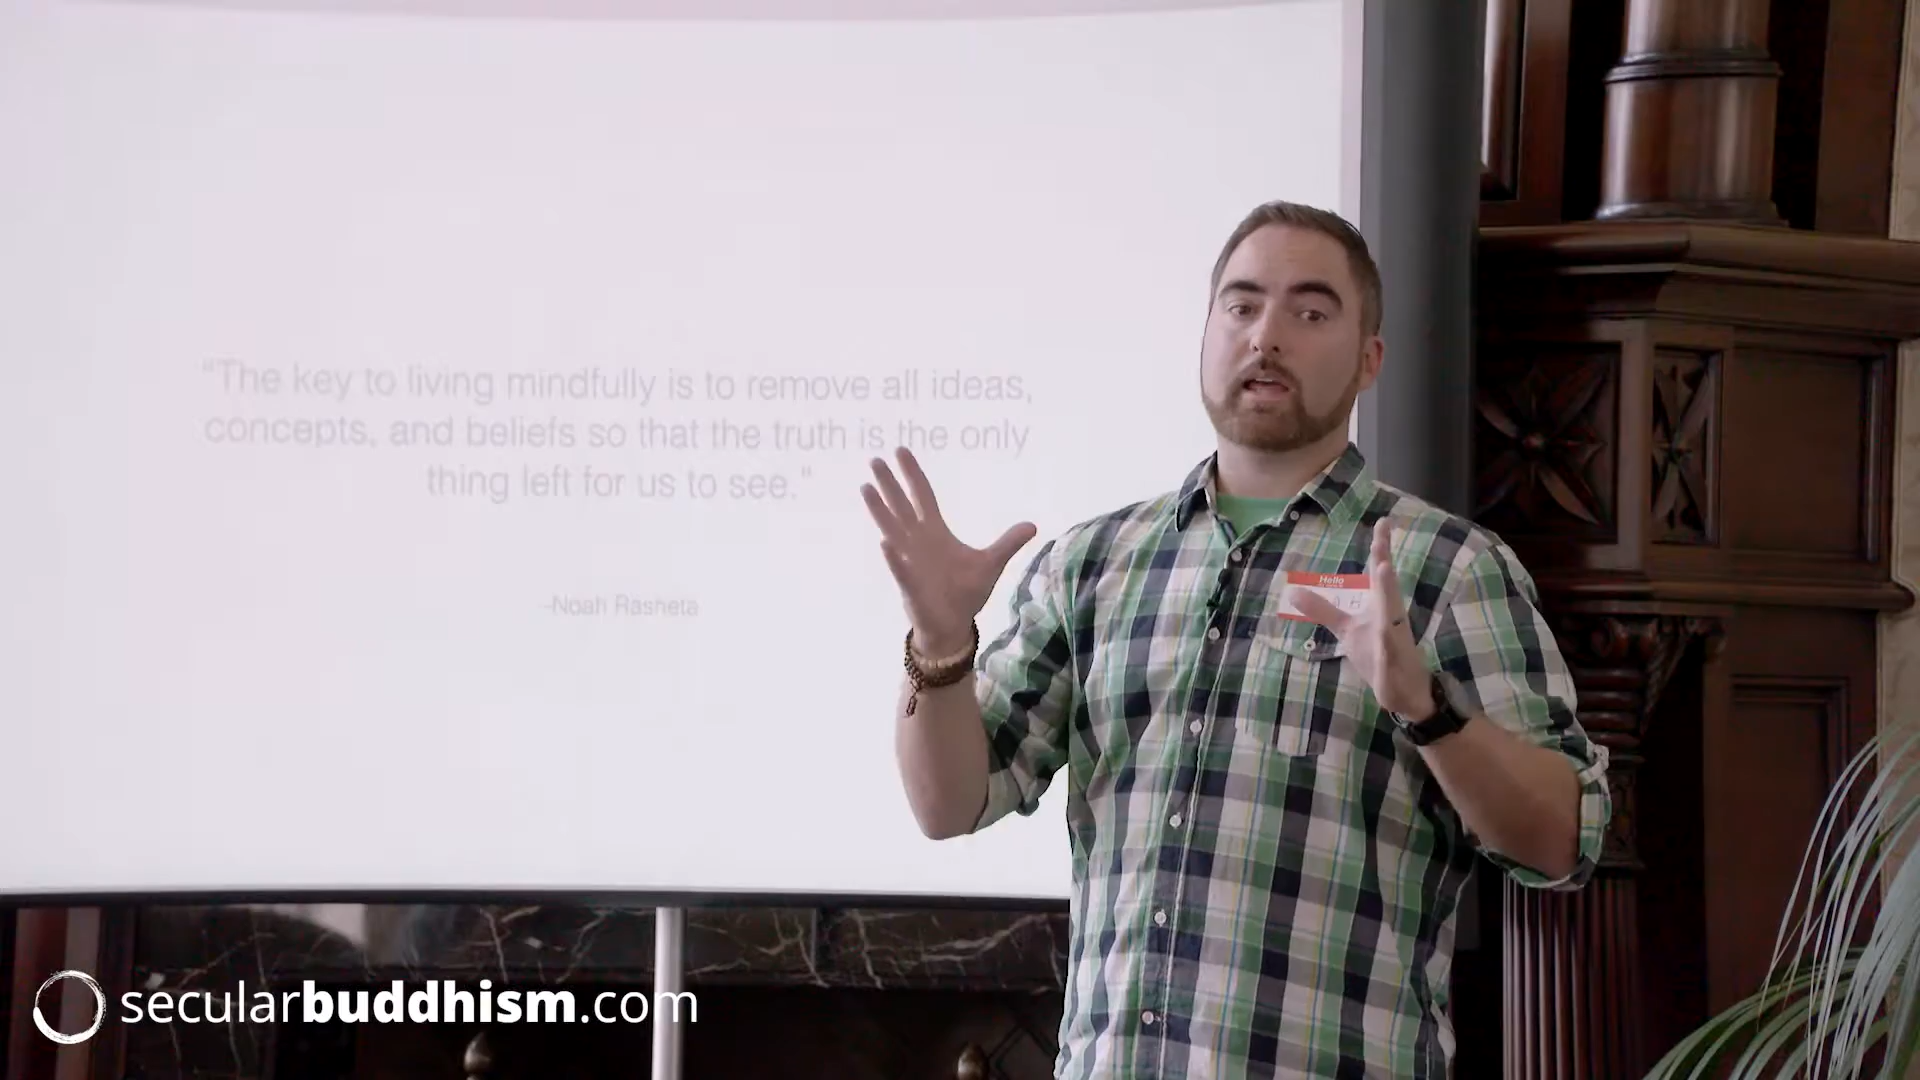 "The key to living mindfully is to remove all ideas,
concepts, and beliefs so that the truth is the only
thing left for us to see."
-Noah Rasheta
Hello
secularbuddhism.com